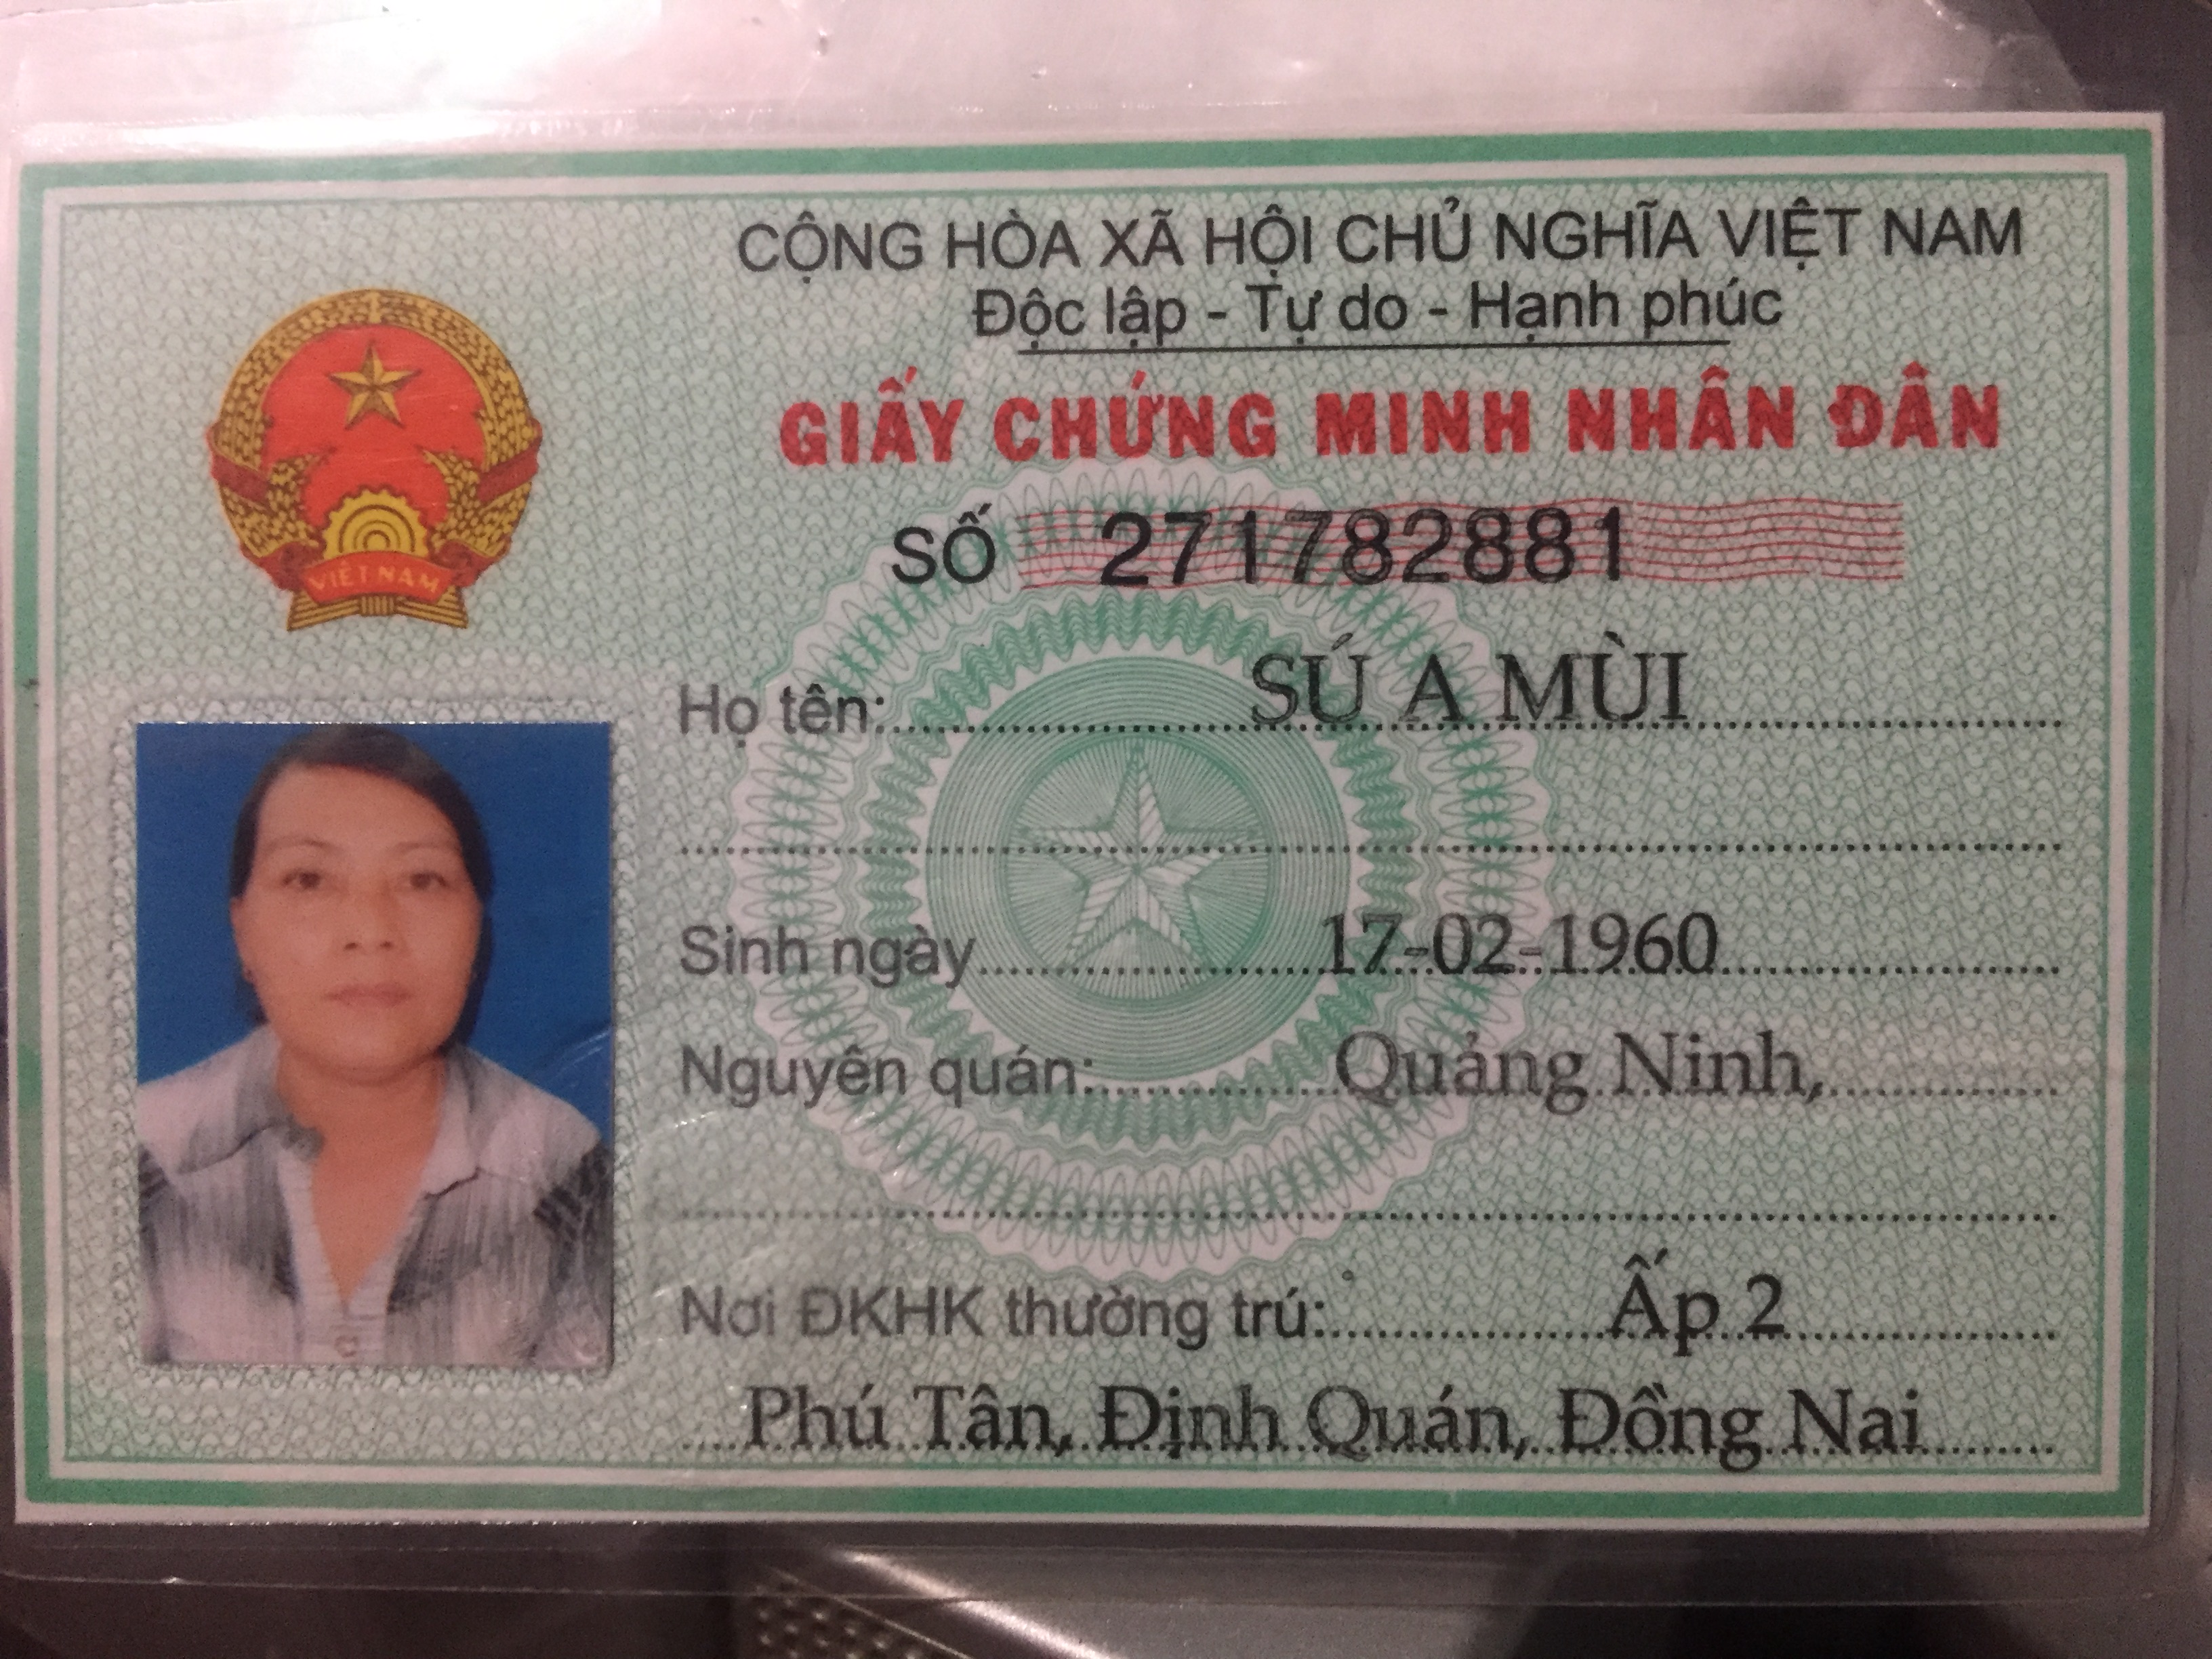 CỘNG HÒA XÃ HỘI CHỦ NGHĨA VIỆT NAM
Độc lập - Tự do - Hạnh phúc
GIẤY CHỨNG MINH NHÂN DÂN
SỐ 271782881
VIỆT NAM
Họ tên: SÚ A MÙI
Sinh ngày 17-02-1960
Nguyên quán: Quảng Ninh,
Nơi ĐKHK thường trú: Ấp 2
Phú Tân, Định Quán, Đồng Nai